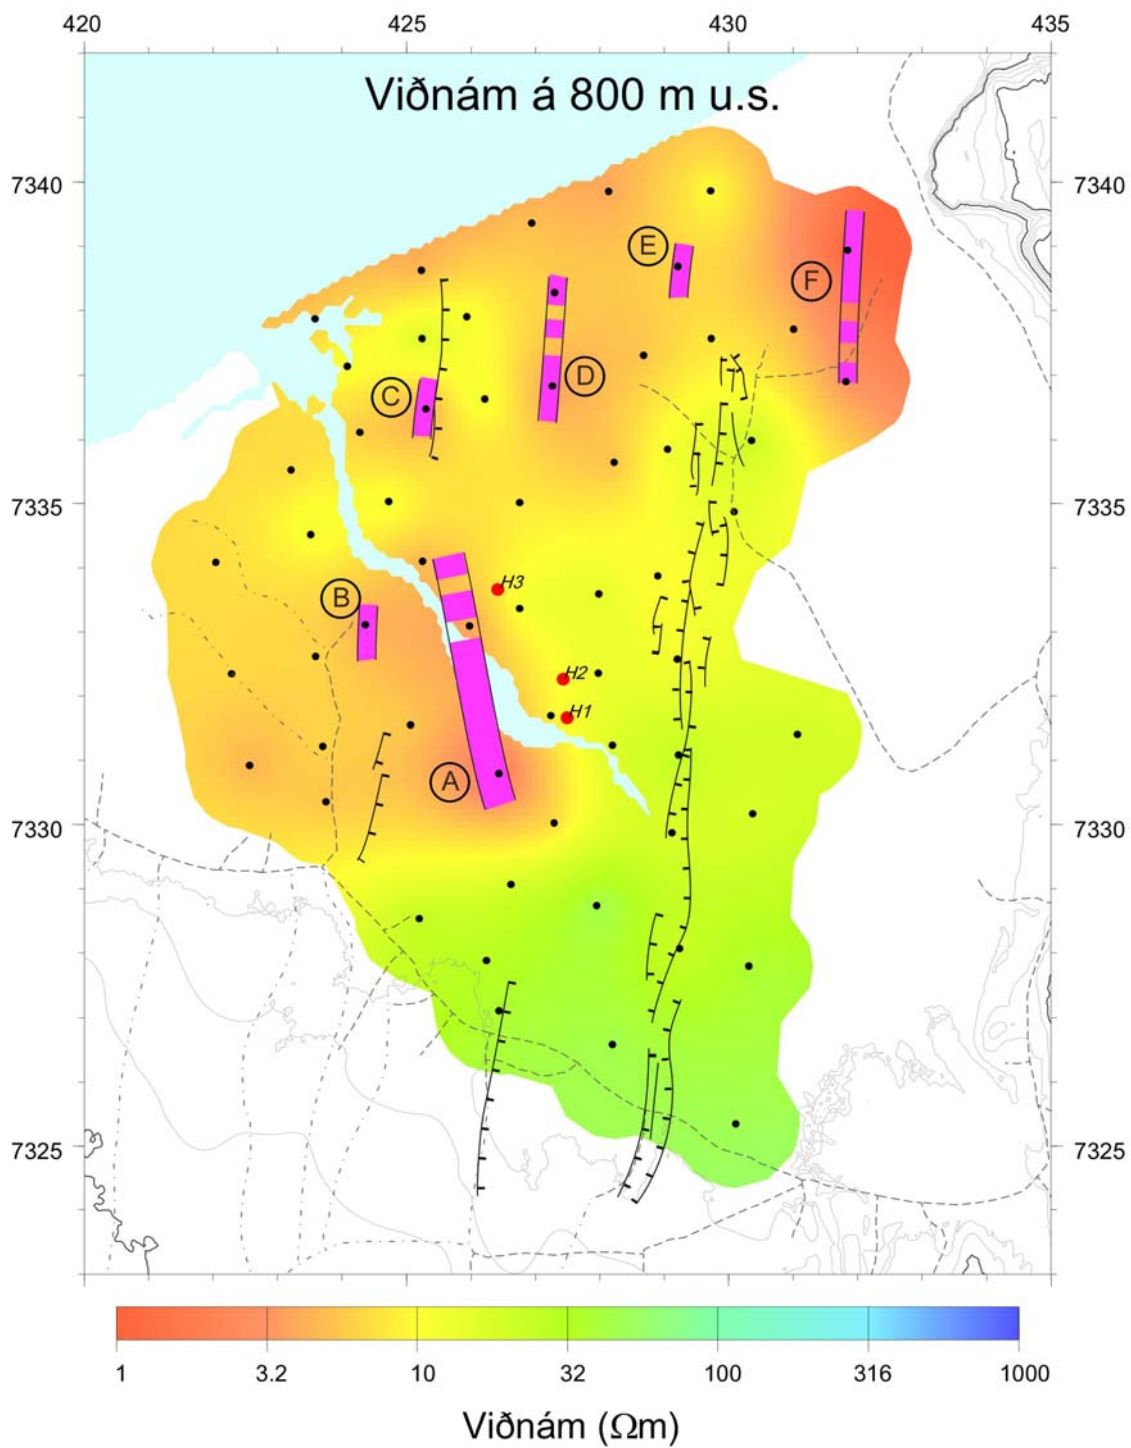 420 425 430 435
Viðnám á 800 m u.s.
7340 7340
E
F
D
C
7335 7335
H3
B
H2
H1
A
7330 7330
7325 7325
1 3.2 10 32 100 316 1000
Viðnám (Ωm)